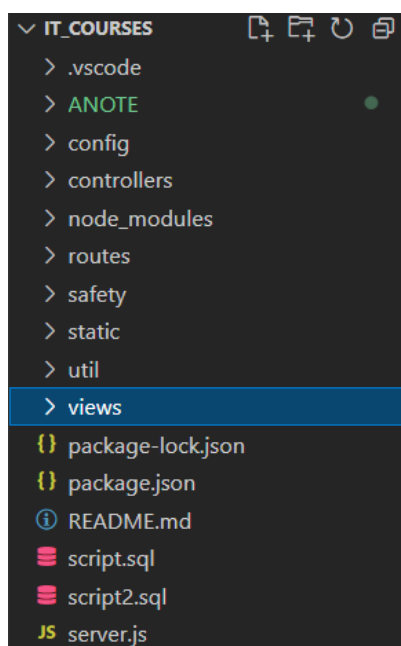 IT_COURSES
.vscode
ANOTE
config
controllers
node_modules
routes
safety
static
util
views
{} package-lock.json
{} package.json
README.md
script.sql
script2.sql
JS server.js